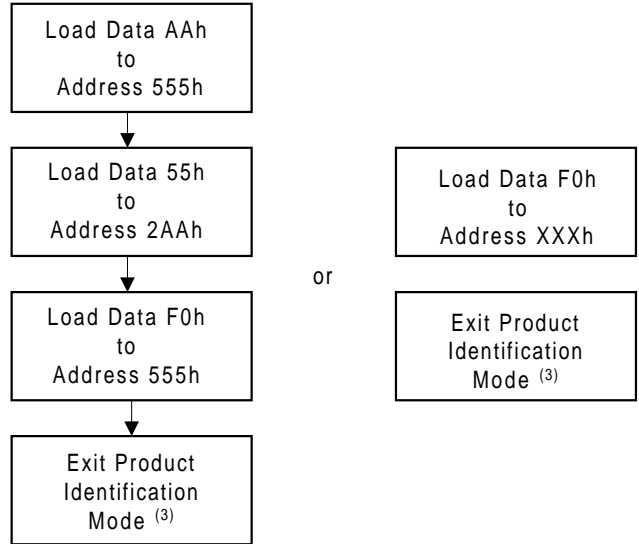 Load Data AAh
to
Address 555h
Load Data 55h
to
Address 2AAh
Load Data F0h
to
Address 555h
Exit Product
Identification
Mode (3)
or
Load Data F0h
to
Address XXXh
Exit Product
Identification
Mode (3)